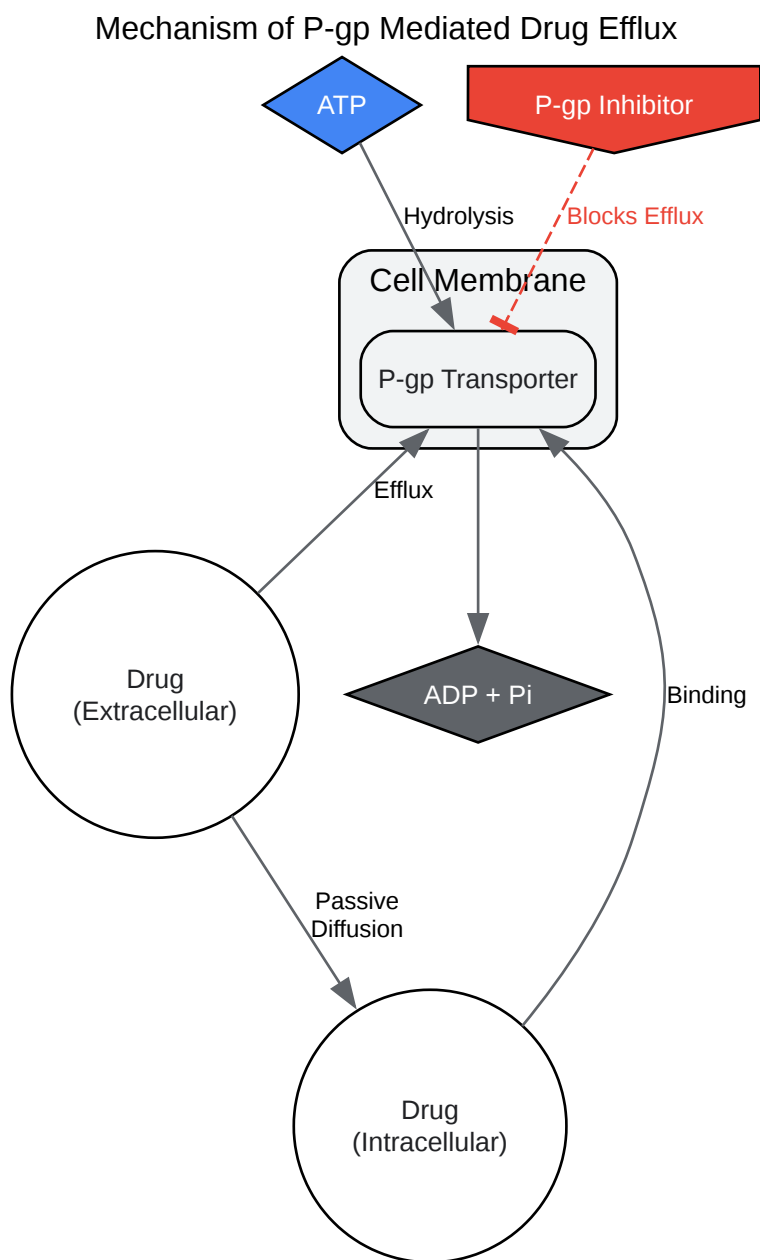 Mechanism of P-gp Mediated Drug Efflux
ATP
P-gp Inhibitor
Hydrolysis
Blocks Efflux
Cell Membrane
P-gp Transporter
Efflux
Drug
(Extracellular)
ADP + Pi
Binding
Passive
Diffusion
Drug
(Intracellular)